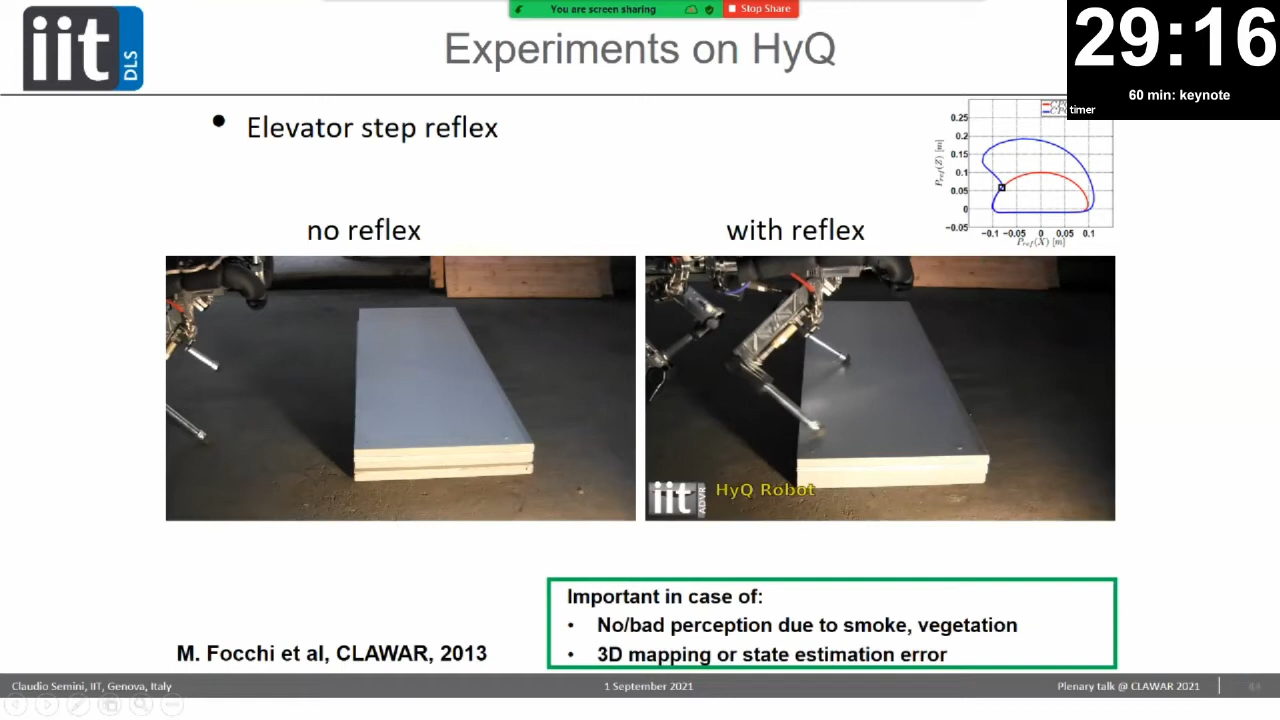 You are screen sharing
Stop Share
iit
DLS
Experiments on HyQ
29:16
60 min: keynote
timer
• Elevator step reflex
0.25
0.2
0.15
0.1
0.05
0
−0.05
−0.1 −0.05 0 0.05 0.1
P_ref(X) [m]
P_ref(Z) [m]
no reflex
with reflex
iit
ADVR
HyQ Robot
Important in case of:
• No/bad perception due to smoke, vegetation
• 3D mapping or state estimation error
M. Focchi et al, CLAWAR, 2013
Claudio Semini, IIT, Genova, Italy
1 September 2021
Plenary talk @ CLAWAR 2021
44